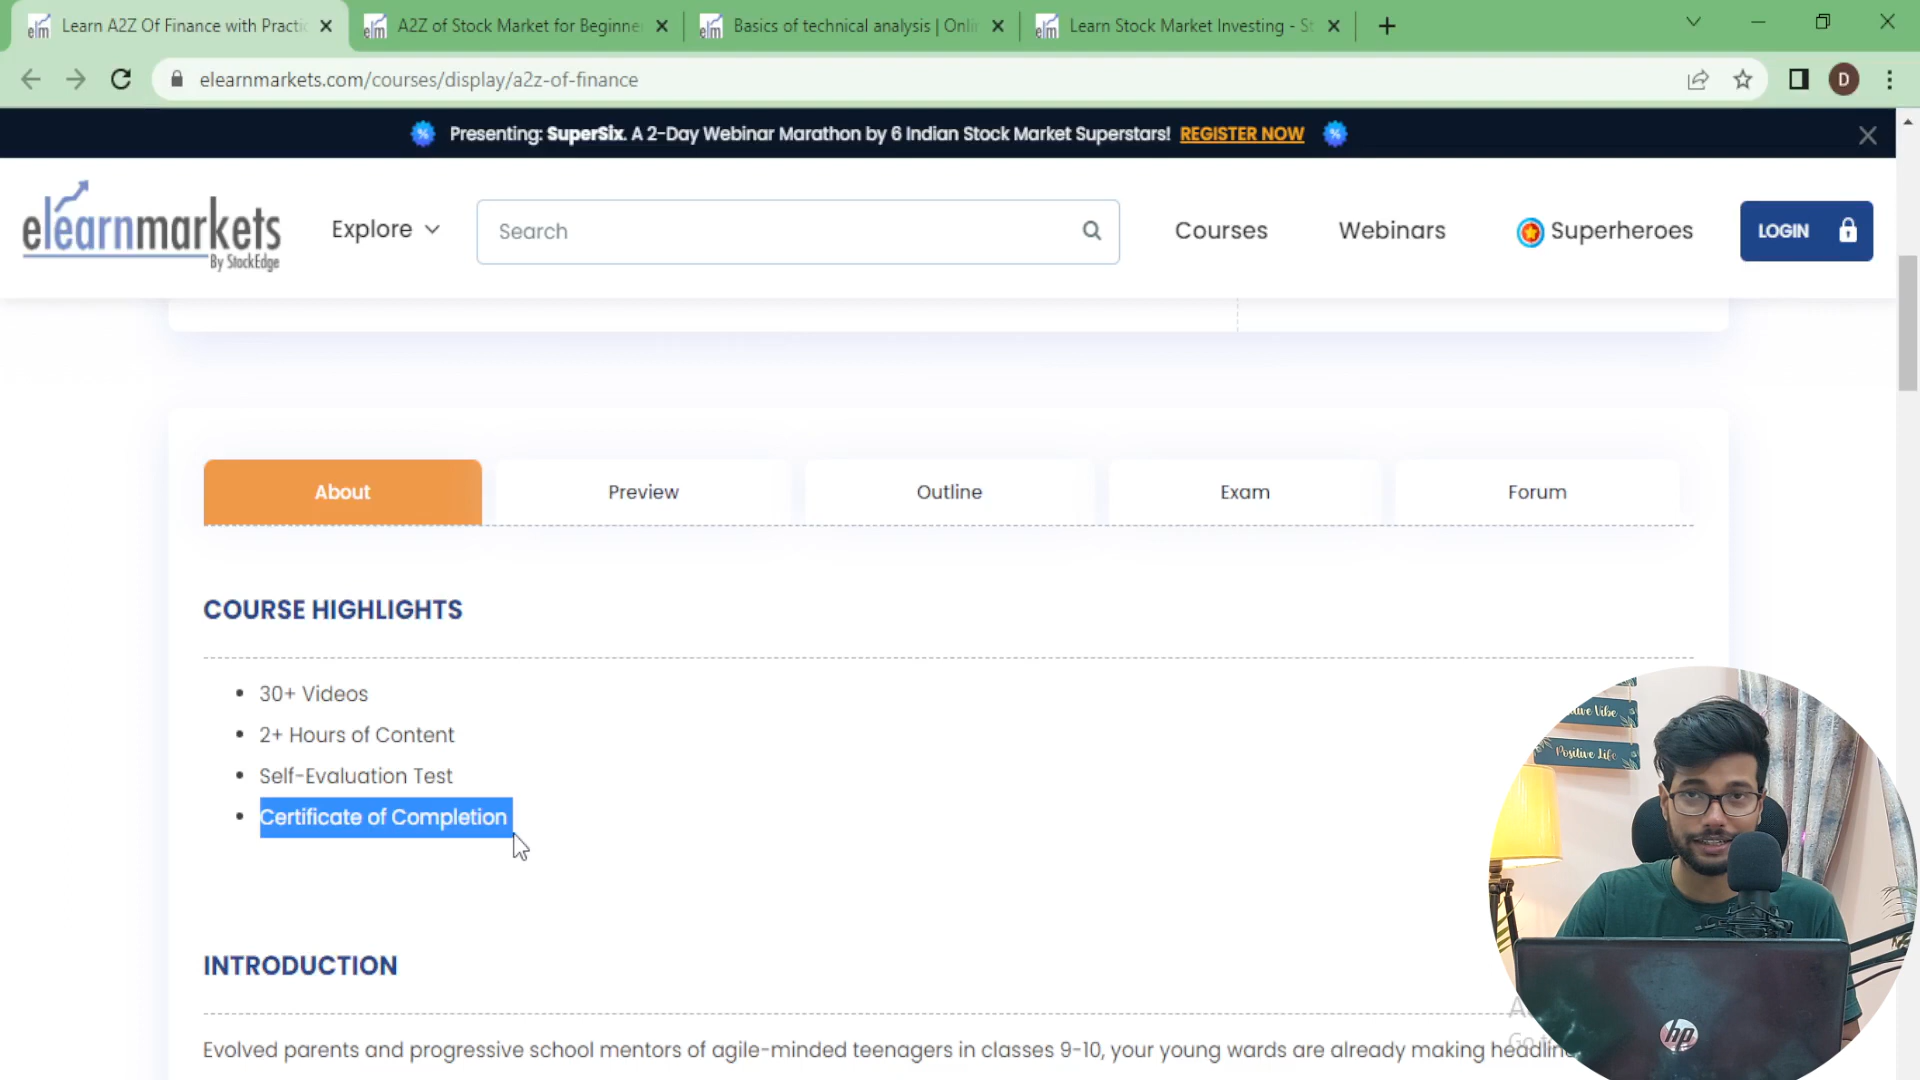 Learn A2Z Of Finance with Practic
A2Z of Stock Market for Beginne
Basics of technical analysis | Onli
Learn Stock Market Investing - St
elearnmarkets.com/courses/display/a2z-of-finance
D
Presenting: SuperSix. A 2-Day Webinar Marathon by 6 Indian Stock Market Superstars! REGISTER NOW
elearnmarkets
By StockEdge
Explore
Search
Courses
Webinars
Superheroes
LOGIN
About
Preview
Outline
Exam
Forum
COURSE HIGHLIGHTS
• 30+ Videos
• 2+ Hours of Content
• Self-Evaluation Test
• Certificate of Completion
INTRODUCTION
Evolved parents and progressive school mentors of agile-minded teenagers in classes 9-10, your young wards are already making headlin
Vibe
Positive Life
hp